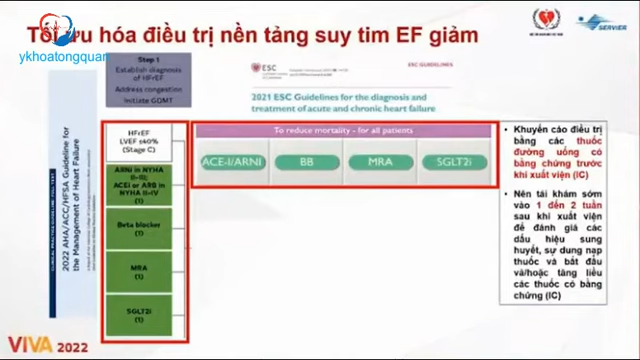 Tối ưu hóa điều trị nền tảng suy tim EF giảm
ykhoatongquan
SERVIER
Step 1
Establish diagnosis
of HFrEF
Address congestion
Initiate GDMT
ESC
ESC GUIDELINES
2021 ESC Guidelines for the diagnosis and
treatment of acute and chronic heart failure
2022 AHA/ACC/HFSA Guideline for
the Management of Heart Failure
HFrEF
LVEF ≤40%
(Stage C)
ARNI in NYHA
II–III;
ACEi or ARB in
NYHA II–IV
(1)
Beta blocker
(1)
MRA
(1)
SGLT2i
(1)
To reduce mortality - for all patients
ACE-I/ARNI
BB
MRA
SGLT2i
• Khuyến cáo điều trị
bằng các thuốc
đường uống có
bằng chứng trước
khi xuất viện (IC)
• Nên tái khám sớm
vào 1 đến 2 tuần
sau khi xuất viện
để đánh giá các
dấu hiệu sung
huyết, sự dung nạp
thuốc và bắt đầu
và/hoặc tăng liều
các thuốc có bằng
chứng (IC)
VIVA 2022